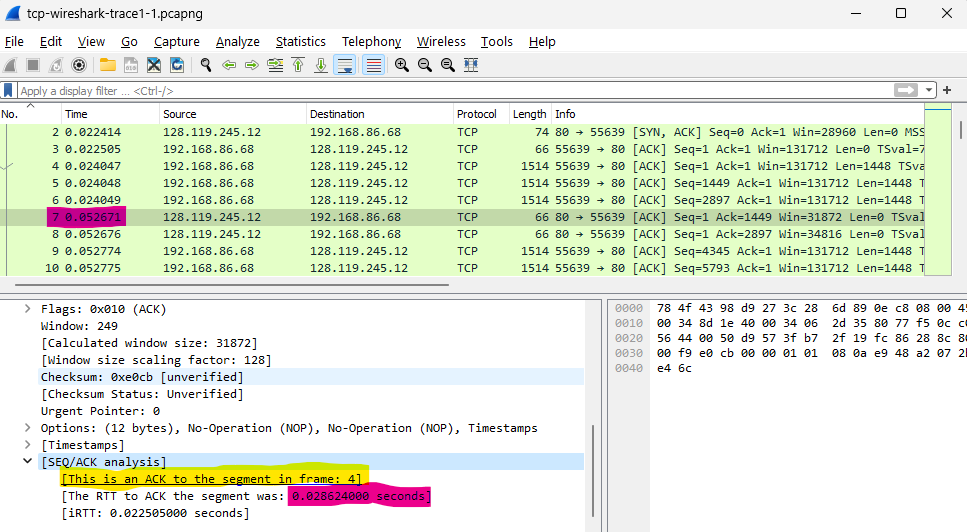 tcp-wireshark-trace1-1.pcapng
File Edit View Go Capture Analyze Statistics Telephony Wireless Tools Help
Apply a display filter ... <Ctrl-/>
No. Time Source Destination Protocol Length Info
2 0.022414 128.119.245.12 192.168.86.68 TCP 74 80 → 55639 [SYN, ACK] Seq=0 Ack=1 Win=28960 Len=0 MSS
3 0.022505 192.168.86.68 128.119.245.12 TCP 66 55639 → 80 [ACK] Seq=1 Ack=1 Win=131712 Len=0 TSval=7
4 0.024047 192.168.86.68 128.119.245.12 TCP 1514 55639 → 80 [ACK] Seq=1 Ack=1 Win=131712 Len=1448 TSval
5 0.024048 192.168.86.68 128.119.245.12 TCP 1514 55639 → 80 [ACK] Seq=1449 Ack=1 Win=131712 Len=1448 T
6 0.024049 192.168.86.68 128.119.245.12 TCP 1514 55639 → 80 [ACK] Seq=2897 Ack=1 Win=131712 Len=1448 T
7 0.052671 128.119.245.12 192.168.86.68 TCP 66 80 → 55639 [ACK] Seq=1 Ack=1449 Win=31872 Len=0 TSval
8 0.052676 128.119.245.12 192.168.86.68 TCP 66 80 → 55639 [ACK] Seq=1 Ack=2897 Win=34816 Len=0 TSval
9 0.052774 192.168.86.68 128.119.245.12 TCP 1514 55639 → 80 [ACK] Seq=4345 Ack=1 Win=131712 Len=1448 T
10 0.052775 192.168.86.68 128.119.245.12 TCP 1514 55639 → 80 [ACK] Seq=5793 Ack=1 Win=131712 Len=1448 T
Flags: 0x010 (ACK)
Window: 249
[Calculated window size: 31872]
[Window size scaling factor: 128]
Checksum: 0xe0cb [unverified]
[Checksum Status: Unverified]
Urgent Pointer: 0
Options: (12 bytes), No-Operation (NOP), No-Operation (NOP), Timestamps
[Timestamps]
[SEQ/ACK analysis]
[This is an ACK to the segment in frame: 4]
[The RTT to ACK the segment was: 0.028624000 seconds]
[iRTT: 0.022505000 seconds]
0000 78 4f 43 98 d9 27 3c 28 6d 89 0e c8 08 00 45
0010 00 34 8d 1e 40 00 34 06 2d 35 80 77 f5 0c c0
0020 56 44 00 50 d9 57 3f b7 2f 19 fc 86 28 8c 80
0030 00 f9 e0 cb 00 00 01 01 08 0a e9 48 a2 07 2b
0040 e4 6c